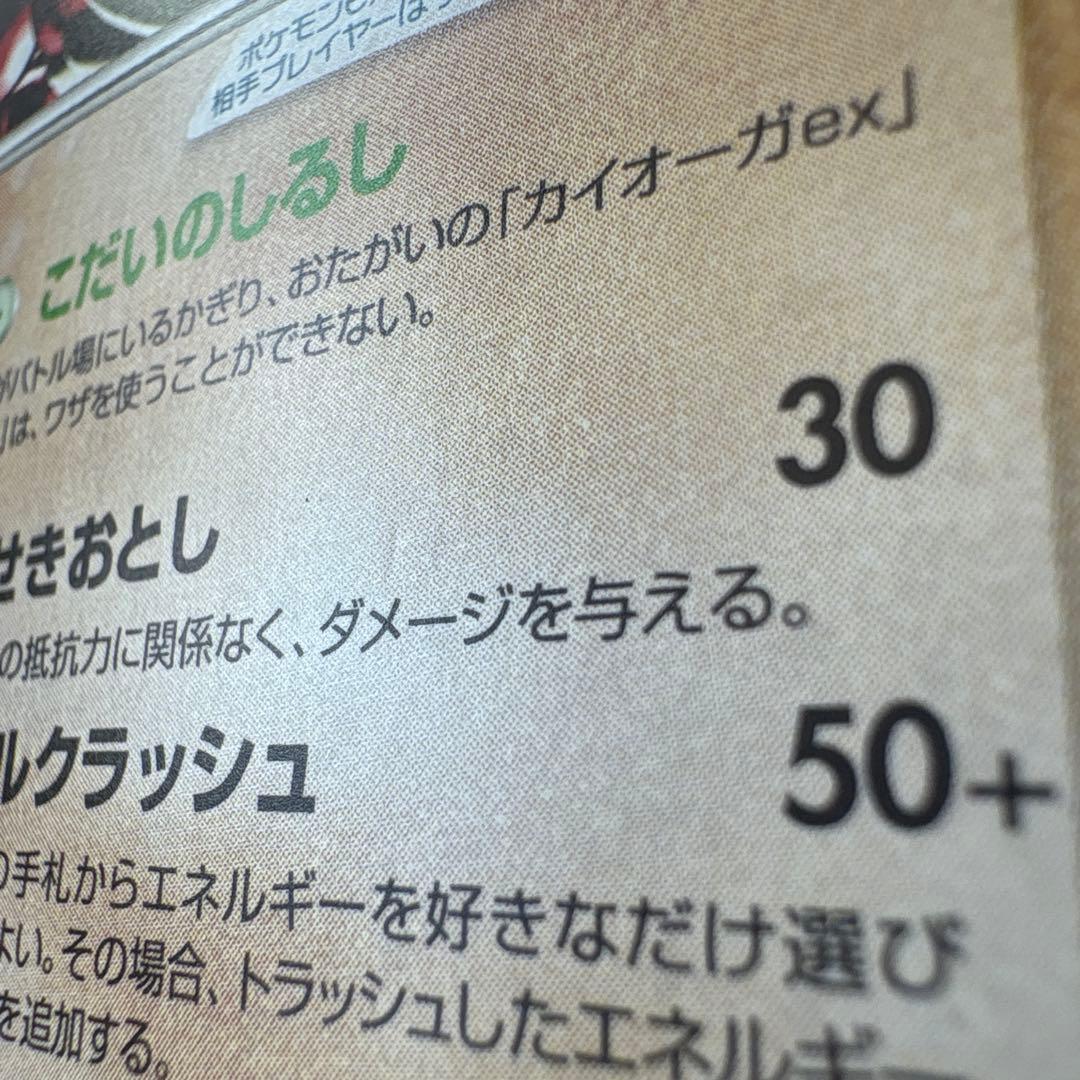 ポケモンe
相手プレイヤーは
こだいのしるし
がバトル場にいるかぎり、おたがいの「カイオーガex」
」は、ワザを使うことができない。
せきおとし 30
の抵抗力に関係なく、ダメージを与える。
ルクラッシュ 50+
の手札からエネルギーを好きなだけ選び
よい。その場合、トラッシュしたエネルギー
を追加する。